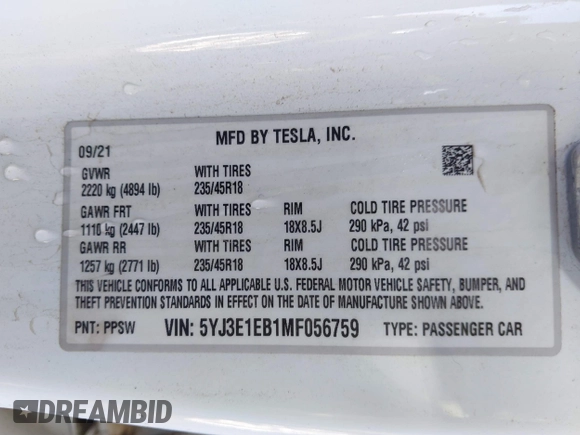 MFD BY TESLA, INC.
09/21
GVWR WITH TIRES
2220 kg (4894 lb) 235/45R18
GAWR FRT WITH TIRES RIM COLD TIRE PRESSURE
1110 kg (2447 lb) 235/45R18 18X8.5J 290 kPa, 42 psi
GAWR RR WITH TIRES RIM COLD TIRE PRESSURE
1257 kg (2771 lb) 235/45R18 18X8.5J 290 kPa, 42 psi
THIS VEHICLE CONFORMS TO ALL APPLICABLE U.S. FEDERAL MOTOR VEHICLE SAFETY, BUMPER, AND
THEFT PREVENTION STANDARDS IN EFFECT ON THE DATE OF MANUFACTURE SHOWN ABOVE.
PNT: PPSW VIN: 5YJ3E1EB1MF056759 TYPE: PASSENGER CAR
DREAMBID